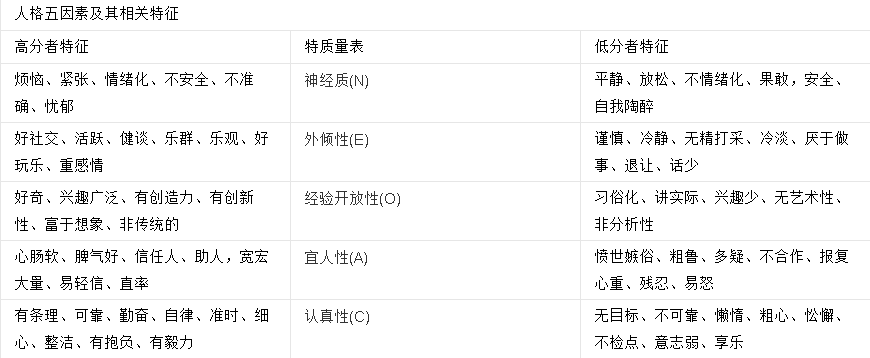 人格五因素及其相关特征
高分者特征
特质量表
低分者特征
烦恼、紧张、情绪化、不安全、不准
确、忧郁
神经质(N)
平静、放松、不情绪化、果敢，安全、
自我陶醉
好社交、活跃、健谈、乐群、乐观、好
玩乐、重感情
外倾性(E)
谨慎、冷静、无精打采、冷淡、厌于做
事、退让、话少
好奇、兴趣广泛、有创造力、有创新
性、富于想象、非传统的
经验开放性(O)
习俗化、讲实际、兴趣少、无艺术性、
非分析性
心肠软、脾气好、信任人、助人，宽宏
大量、易轻信、直率
宜人性(A)
愤世嫉俗、粗鲁、多疑、不合作、报复
心重、残忍、易怒
有条理、可靠、勤奋、自律、准时、细
心、整洁、有抱负、有毅力
认真性(C)
无目标、不可靠、懒惰、粗心、松懈、
不检点、意志弱、享乐